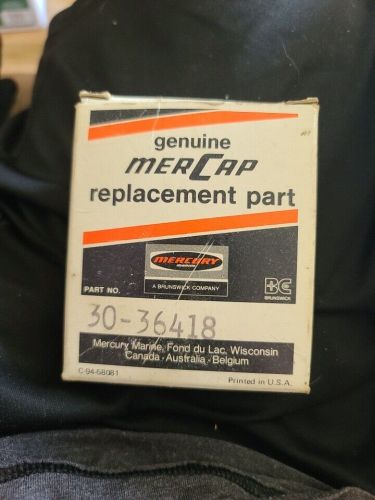 genuine
MERCAP
replacement part
MERCURY
A BRUNSWICK COMPANY
PART NO.
BRUNSWICK
30-36418
Mercury Marine, Fond du Lac, Wisconsin
Canada · Australia · Belgium
C-94-58081
Printed in U.S.A.